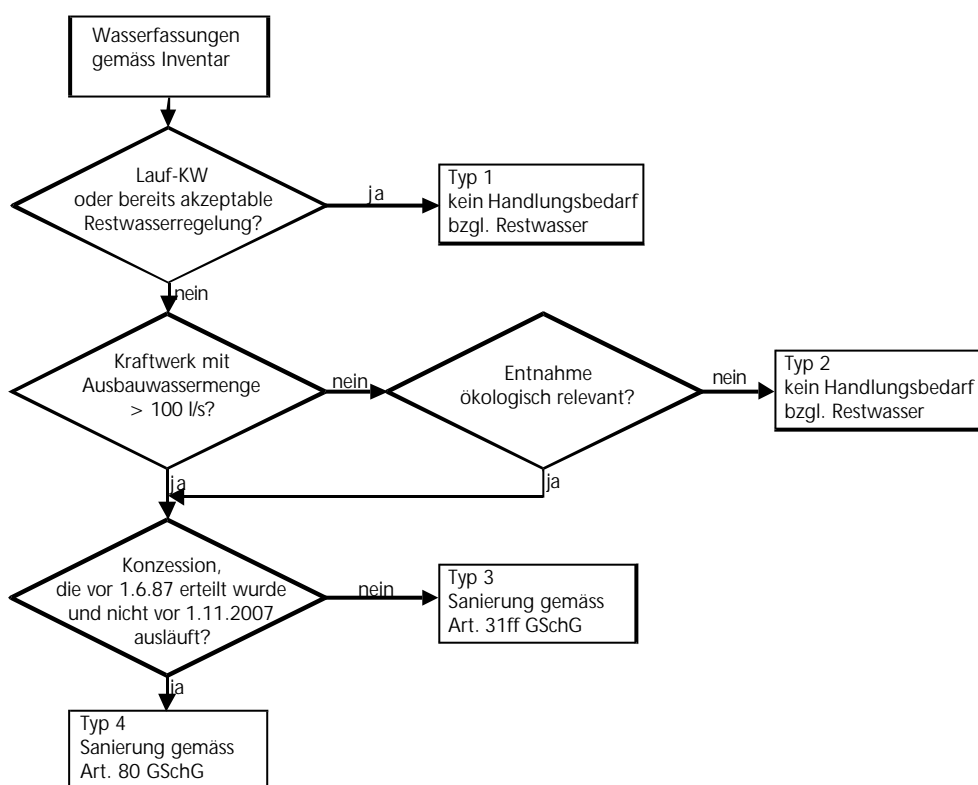 Wasserfassungen
gemäss Inventar
Lauf-KW
oder bereits akzeptable
Restwasserregelung?
ja
Typ 1
kein Handlungsbedarf
bzgl. Restwasser
nein
Kraftwerk mit
Ausbauwassermenge
> 100 l/s?
nein
Entnahme
ökologisch relevant?
nein
Typ 2
kein Handlungsbedarf
bzgl. Restwasser
ja
ja
Konzession,
die vor 1.6.87 erteilt wurde
und nicht vor 1.11.2007
ausläuft?
nein
Typ 3
Sanierung gemäss
Art. 31ff GSchG
ja
Typ 4
Sanierung gemäss
Art. 80 GSchG